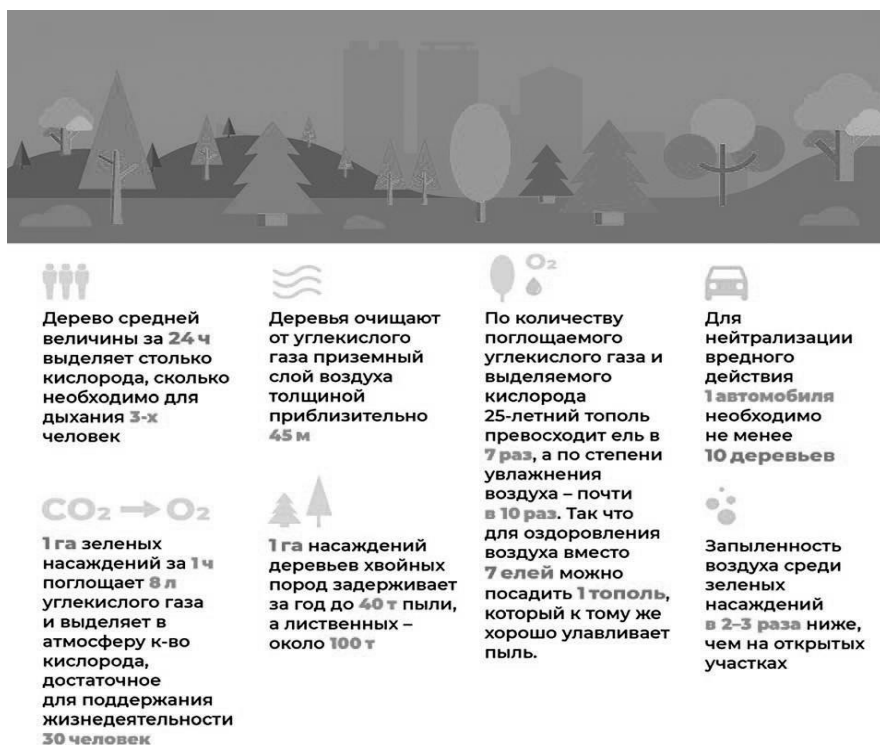 Дерево средней
величины за 24 ч
выделяет столько
кислорода, сколько
необходимо для
дыхания 3-х
человек
Деревья очищают
от углекислого
газа приземный
слой воздуха
толщиной
приблизительно
45 м
O₂
По количеству
поглощаемого
углекислого газа и
выделяемого
кислорода
25-летний тополь
превосходит ель в
7 раз, а по степени
увлажнения
воздуха – почти
в 10 раз. Так что
для оздоровления
воздуха вместо
7 елей можно
посадить 1 тополь,
который к тому же
хорошо улавливает
пыль.
Для
нейтрализации
вредного
действия
1 автомобиля
необходимо
не менее
10 деревьев
CO₂ → O₂
1 га зеленых
насаждений за 1 ч
поглощает 8 л
углекислого газа
и выделяет в
атмосферу к-во
кислорода,
достаточное
для поддержания
жизнедеятельности
30 человек
1 га насаждений
деревьев хвойных
пород задерживает
за год до 40 т пыли,
а лиственных –
около 100 т
Запыленность
воздуха среди
зеленых
насаждений
в 2–3 раза ниже,
чем на открытых
участках